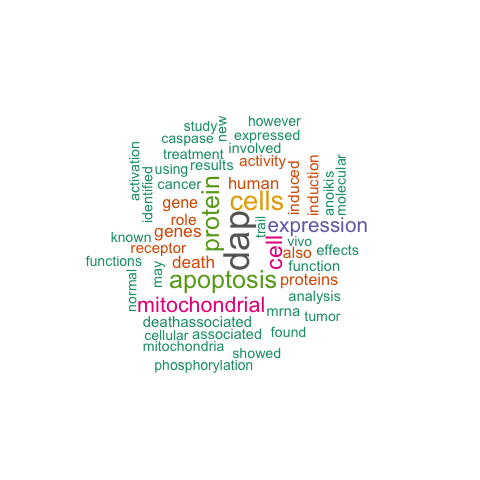 however
study
new
expressed
caspase
involved
treatment
activity
results
using
activation
identified
cancer
human
induced
induction
anoikis
molecular
gene
protein
cells
role
dap
trail
expression
genes
known
receptor
cell
vivo
also
effects
functions
death
function
may
normal
apoptosis
proteins
analysis
mitochondrial
mrna
tumor
deathassociated
cellular
associated
found
mitochondria
showed
phosphorylation